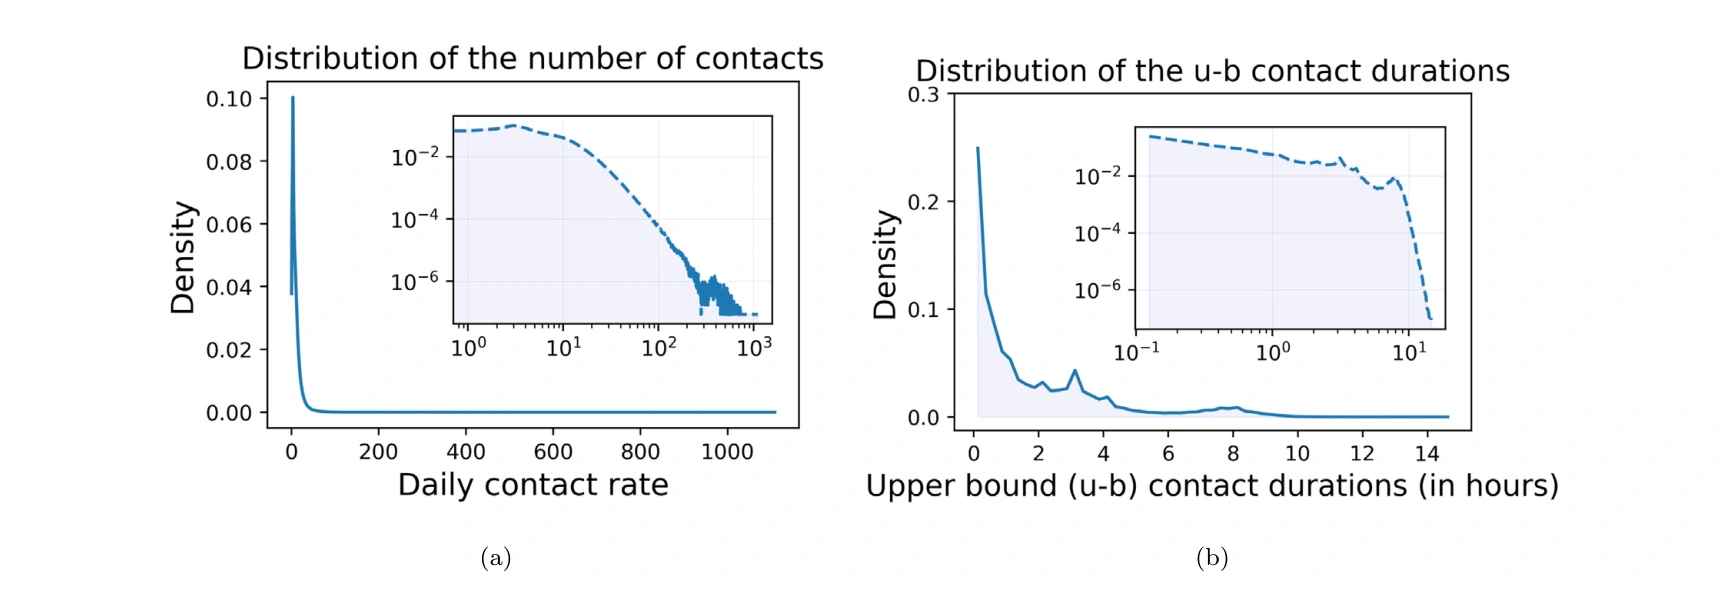 Distribution of the number of contacts
Density
0.10
0.08
0.06
0.04
0.02
0.00
0 200 400 600 800 1000
Daily contact rate
10⁻²
10⁻⁴
10⁻⁶
10⁰ 10¹ 10² 10³
(a)
Distribution of the u-b contact durations
Density
0.3
0.2
0.1
0.0
0 2 4 6 8 10 12 14
Upper bound (u-b) contact durations (in hours)
10⁻²
10⁻⁴
10⁻⁶
10⁻¹ 10⁰ 10¹
(b)